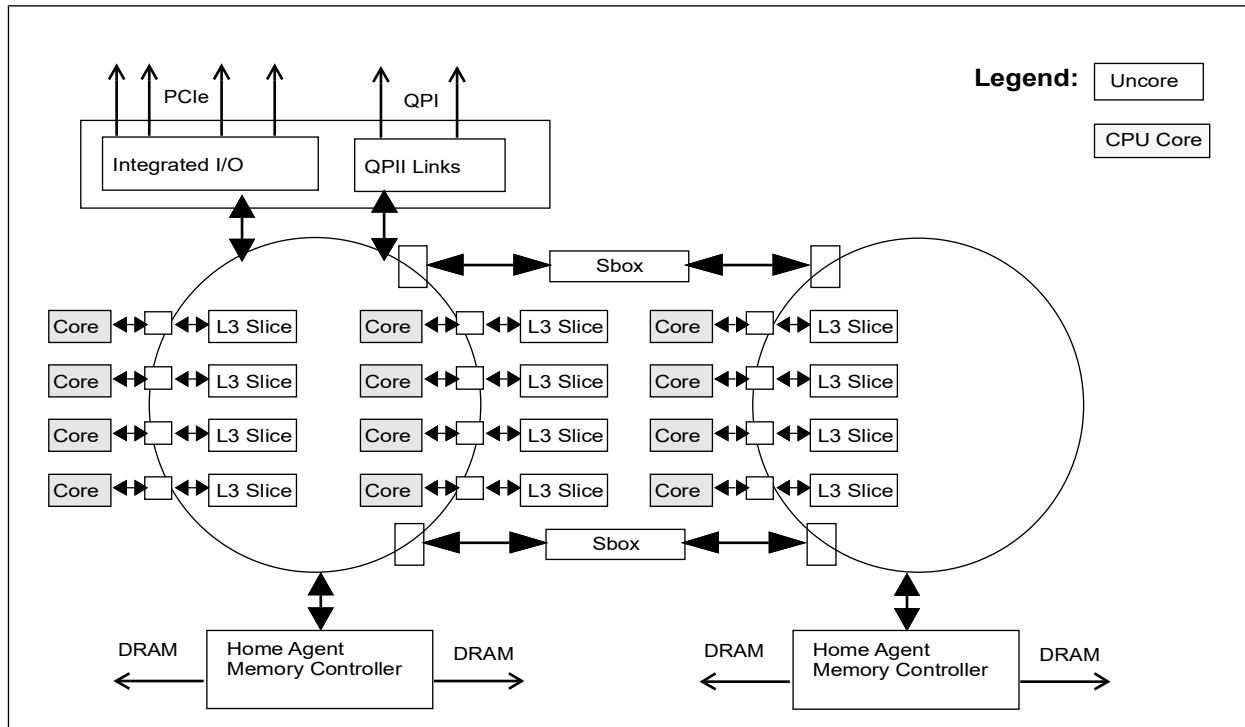 Legend:
Uncore
CPU Core
PCIe
QPI
Integrated I/O
QPII Links
Sbox
Core
L3 Slice
Core
L3 Slice
Core
L3 Slice
Core
L3 Slice
Core
L3 Slice
Core
L3 Slice
Core
L3 Slice
Core
L3 Slice
Core
L3 Slice
Core
L3 Slice
Core
L3 Slice
Core
L3 Slice
Sbox
DRAM
Home Agent
Memory Controller
DRAM
DRAM
Home Agent
Memory Controller
DRAM